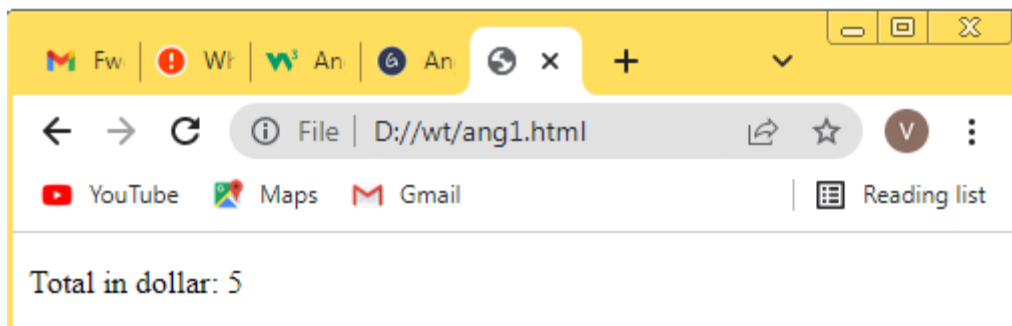 Fw Wh An An
File D://wt/ang1.html V
YouTube Maps Gmail Reading list
Total in dollar: 5